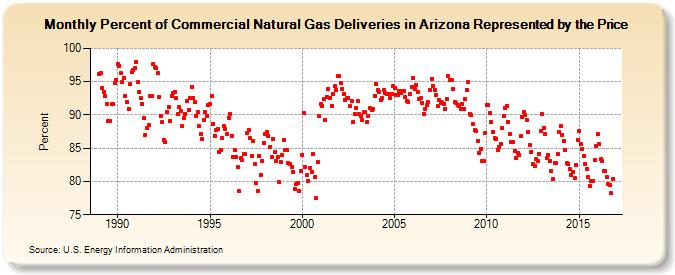 Monthly Percent of Commercial Natural Gas Deliveries in Arizona Represented by the Price
Percent
100
95
90
85
80
75
1990 1995 2000 2005 2010 2015
Source: U.S. Energy Information Administration